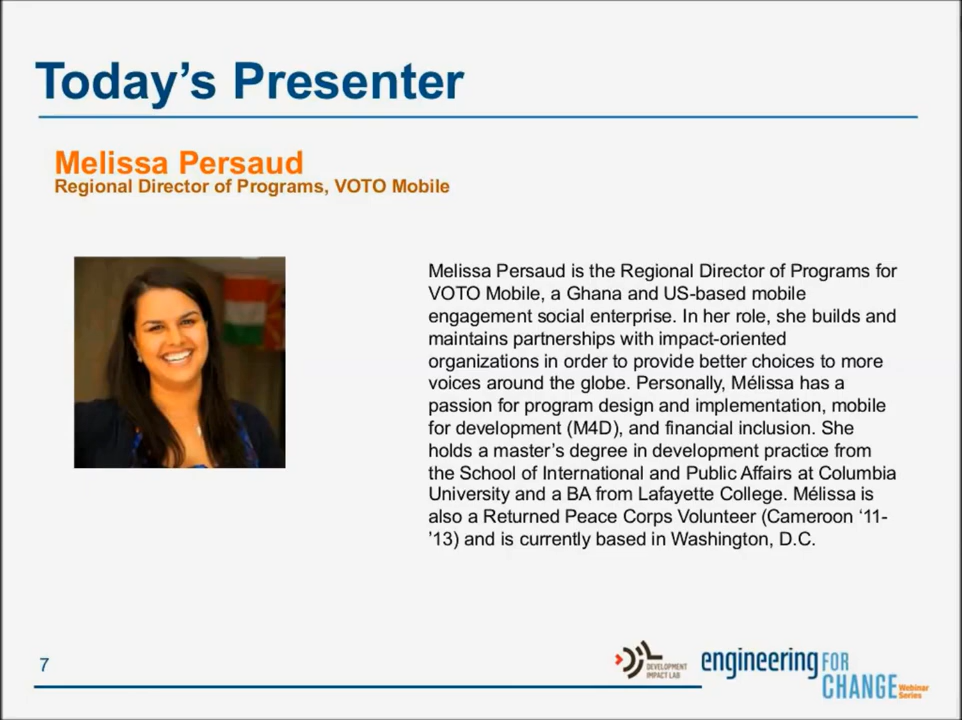 Today’s Presenter
Melissa Persaud
Regional Director of Programs, VOTO Mobile
Melissa Persaud is the Regional Director of Programs for
VOTO Mobile, a Ghana and US-based mobile
engagement social enterprise. In her role, she builds and
maintains partnerships with impact-oriented
organizations in order to provide better choices to more
voices around the globe. Personally, Mélissa has a
passion for program design and implementation, mobile
for development (M4D), and financial inclusion. She
holds a master’s degree in development practice from
the School of International and Public Affairs at Columbia
University and a BA from Lafayette College. Mélissa is
also a Returned Peace Corps Volunteer (Cameroon ‘11-
’13) and is currently based in Washington, D.C.
7
DIL
DEVELOPMENT
IMPACT LAB
engineering FOR
CHANGE Webinar
Series